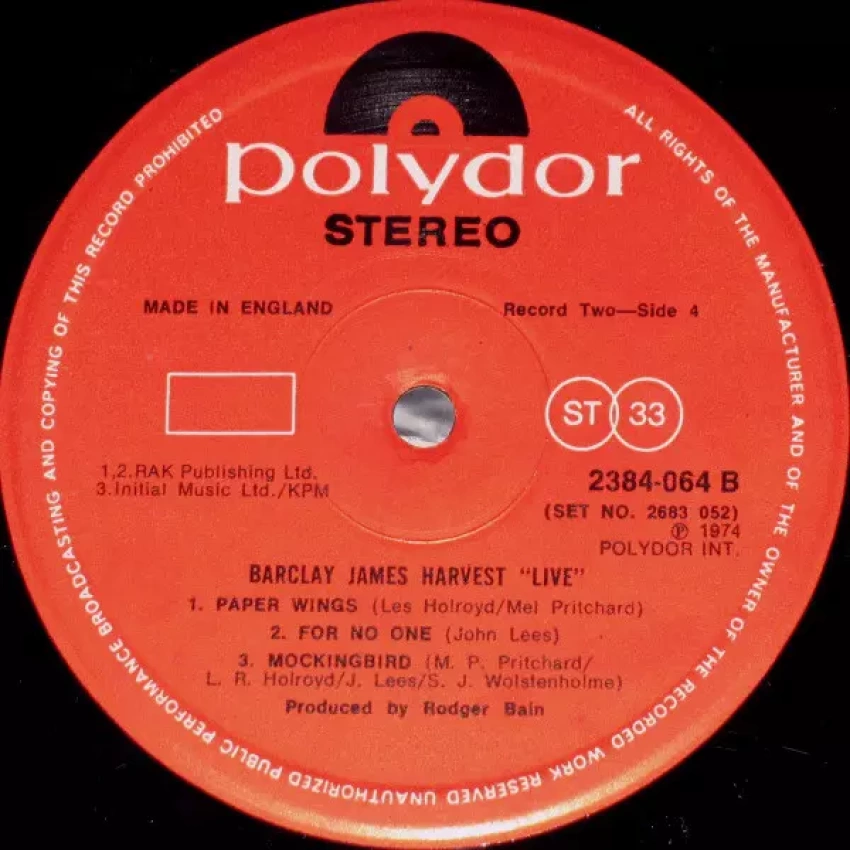 polydor
STEREO
MADE IN ENGLAND
Record Two—Side 4
ST 33
1,2.RAK Publishing Ltd.
3.Initial Music Ltd./KPM
2384-064 B
(SET NO. 2683 052)
℗ 1974
POLYDOR INT.
BARCLAY JAMES HARVEST "LIVE"
1. PAPER WINGS (Les Holroyd/Mel Pritchard)
2. FOR NO ONE (John Lees)
3. MOCKINGBIRD (M. P. Pritchard/
L. R. Holroyd/J. Lees/S. J. Wolstenholme)
Produced by Rodger Bain
ALL RIGHTS OF THE MANUFACTURER AND OF THE OWNER OF THE RECORDED WORK RESERVED UNAUTHORIZED PUBLIC PERFORMANCE BROADCASTING AND COPYING OF THIS RECORD PROHIBITED